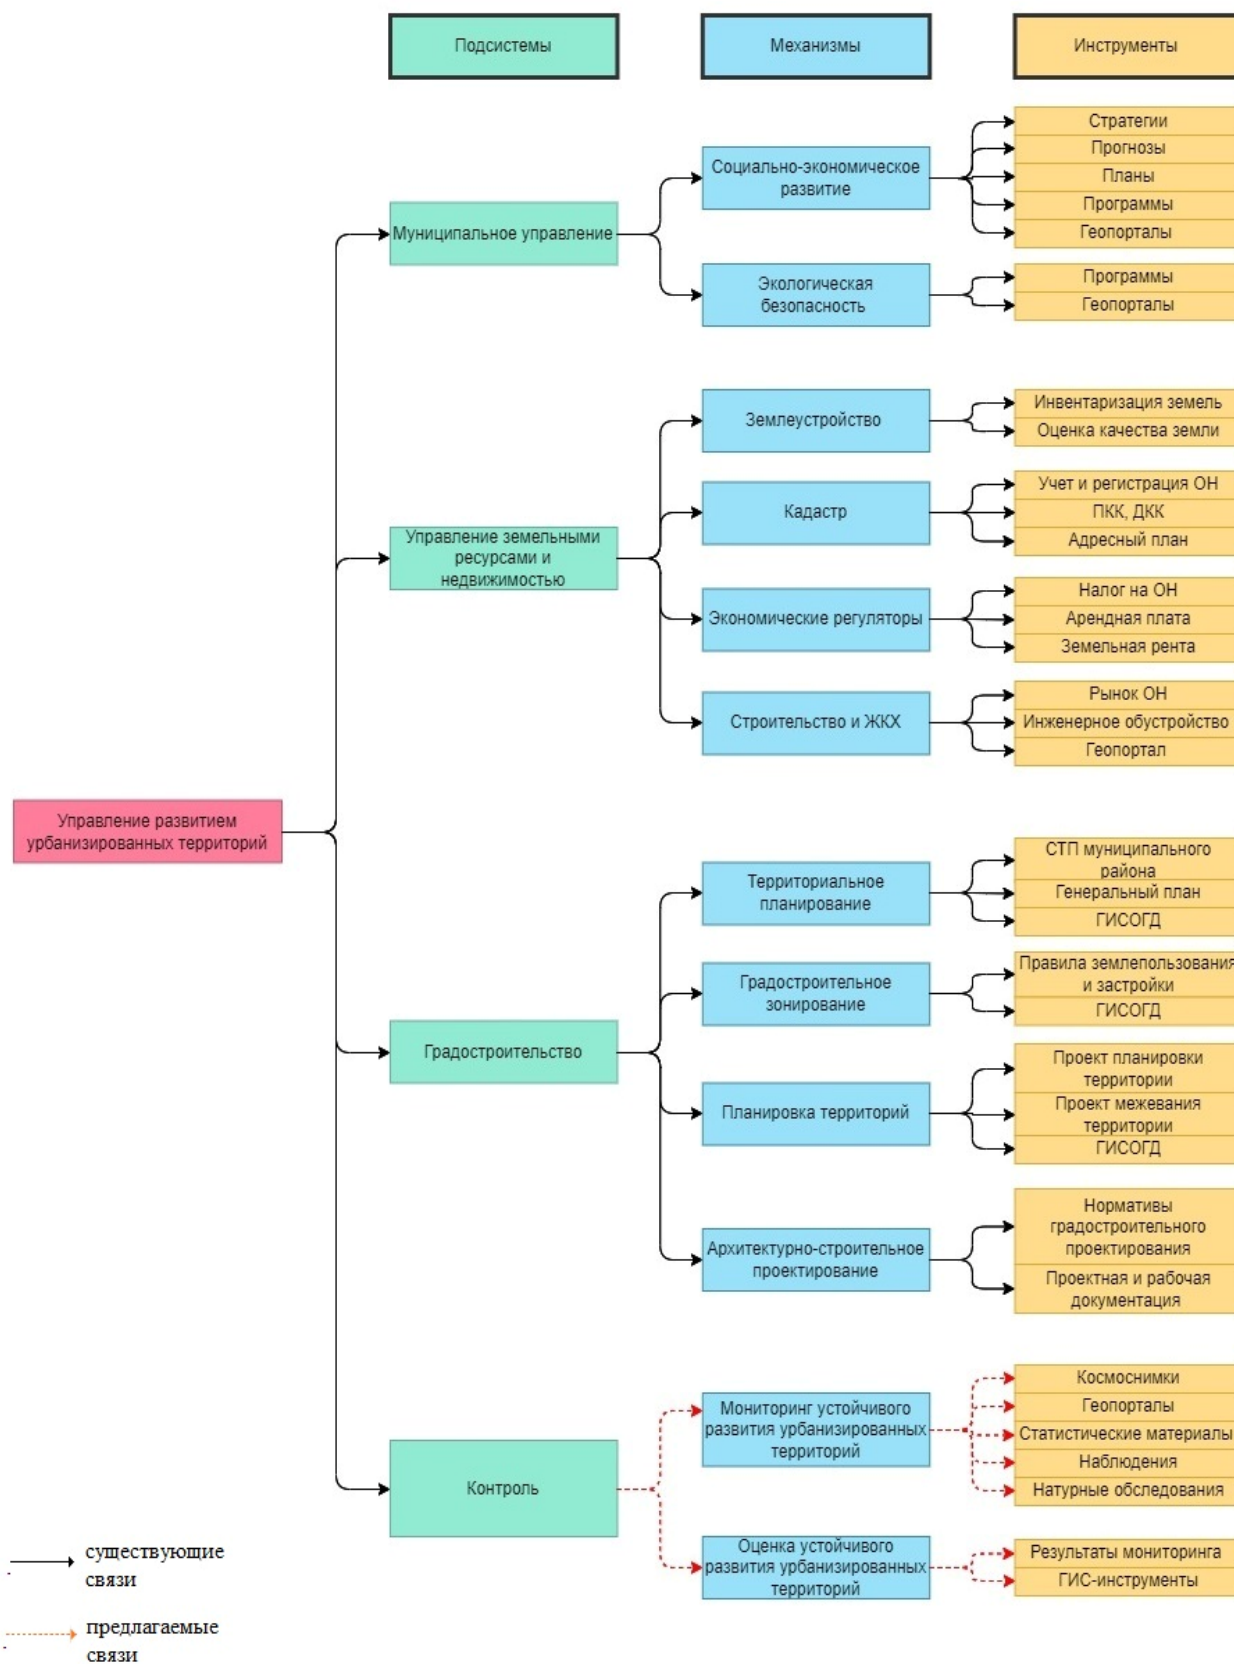 Подсистемы
Механизмы
Инструменты
Управление развитием
урбанизированных территорий
Муниципальное управление
Социально-экономическое
развитие
Стратегии
Прогнозы
Планы
Программы
Геопорталы
Экологическая
безопасность
Программы
Геопорталы
Управление земельными
ресурсами и
недвижимостью
Землеустройство
Инвентаризация земель
Оценка качества земли
Кадастр
Учет и регистрация ОН
ПКК, ДКК
Адресный план
Экономические регуляторы
Налог на ОН
Арендная плата
Земельная рента
Строительство и ЖКХ
Рынок ОН
Инженерное обустройство
Геопортал
Градостроительство
Территориальное
планирование
СТП муниципального
района
Генеральный план
ГИСОГД
Градостроительное
зонирование
Правила землепользования
и застройки
ГИСОГД
Планировка территорий
Проект планировки
территории
Проект межевания
территории
ГИСОГД
Архитектурно-строительное
проектирование
Нормативы
градостроительного
проектирования
Проектная и рабочая
документация
Контроль
Мониторинг устойчивого
развития урбанизированных
территорий
Космоснимки
Геопорталы
Статистические материалы
Наблюдения
Натурные обследования
Оценка устойчивого
развития урбанизированных
территорий
Результаты мониторинга
ГИС-инструменты
существующие
связи
предлагаемые
связи